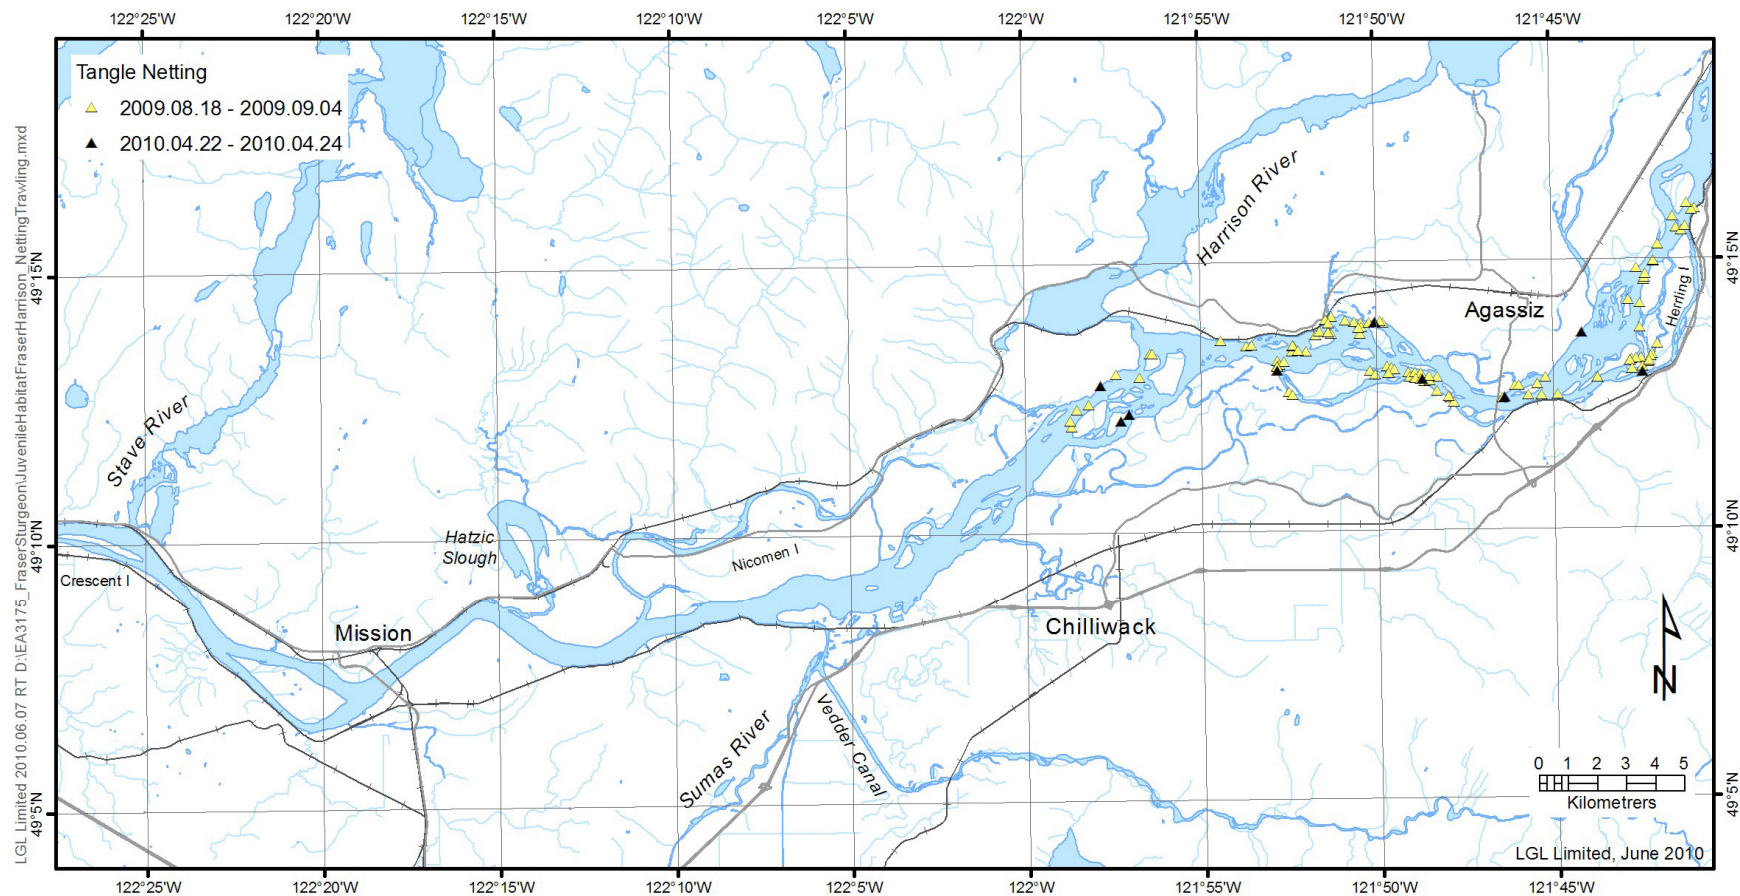 122°25'W 122°20'W 122°15'W 122°10'W 122°5'W 122°W 121°55'W 121°50'W 121°45'W
Tangle Netting
2009.08.18 - 2009.09.04
2010.04.22 - 2010.04.24
LGL Limited 2010.06.07 RT D:\EA3175_FraserSturgeon\JuvenileHabitatFraserHarrison_NettingTrawling.mxd
Harrison River
49°15'N
49°15'N
Herrling I
Agassiz
Stave River
Hatzic
Slough
49°10'N
49°10'N
Nicomen I
Crescent I
Mission
Chilliwack
N
Sumas River
Vedder Canal
0 1 2 3 4 5
Kilometrers
49°5'N
49°5'N
LGL Limited, June 2010
122°25'W 122°20'W 122°15'W 122°10'W 122°5'W 122°W 121°55'W 121°50'W 121°45'W